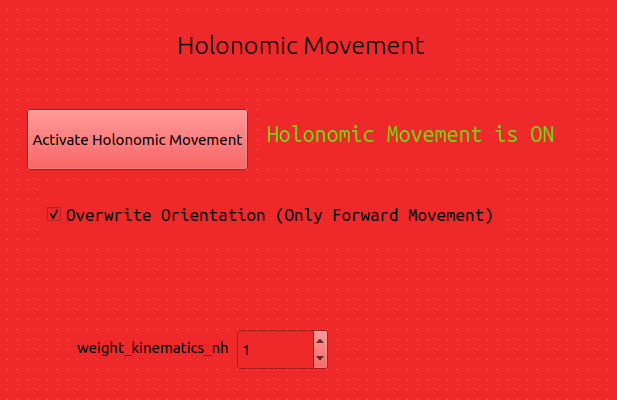 Holonomic Movement
Activate Holonomic Movement
Holonomic Movement is ON
Overwrite Orientation (Only Forward Movement)
weight_kinematics_nh
1